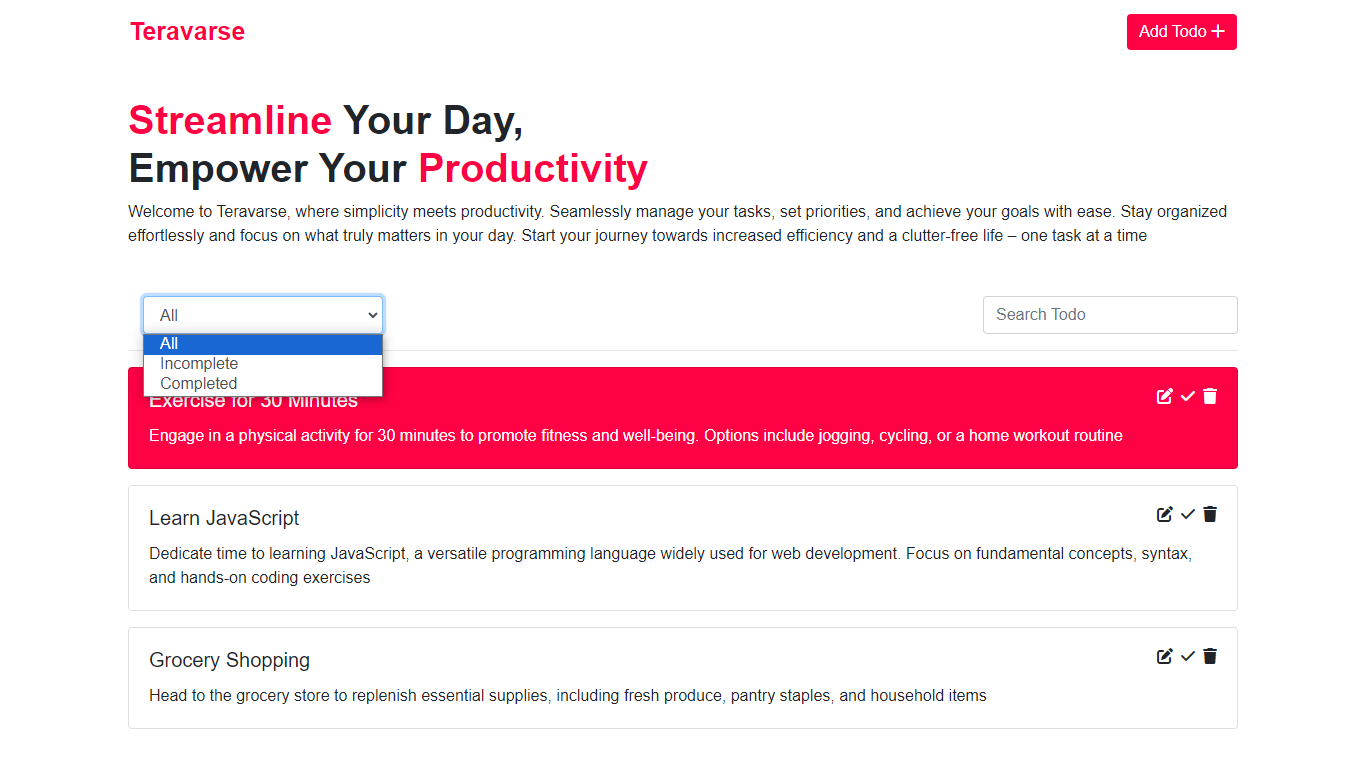 Teravarse
Add Todo
Streamline Your Day,
Empower Your Productivity
Welcome to Teravarse, where simplicity meets productivity. Seamlessly manage your tasks, set priorities, and achieve your goals with ease. Stay organized
effortlessly and focus on what truly matters in your day. Start your journey towards increased efficiency and a clutter-free life – one task at a time
All
Search Todo
All
Incomplete
Completed
Exercise for 30 Minutes
Engage in a physical activity for 30 minutes to promote fitness and well-being. Options include jogging, cycling, or a home workout routine
Learn JavaScript
Dedicate time to learning JavaScript, a versatile programming language widely used for web development. Focus on fundamental concepts, syntax,
and hands-on coding exercises
Grocery Shopping
Head to the grocery store to replenish essential supplies, including fresh produce, pantry staples, and household items